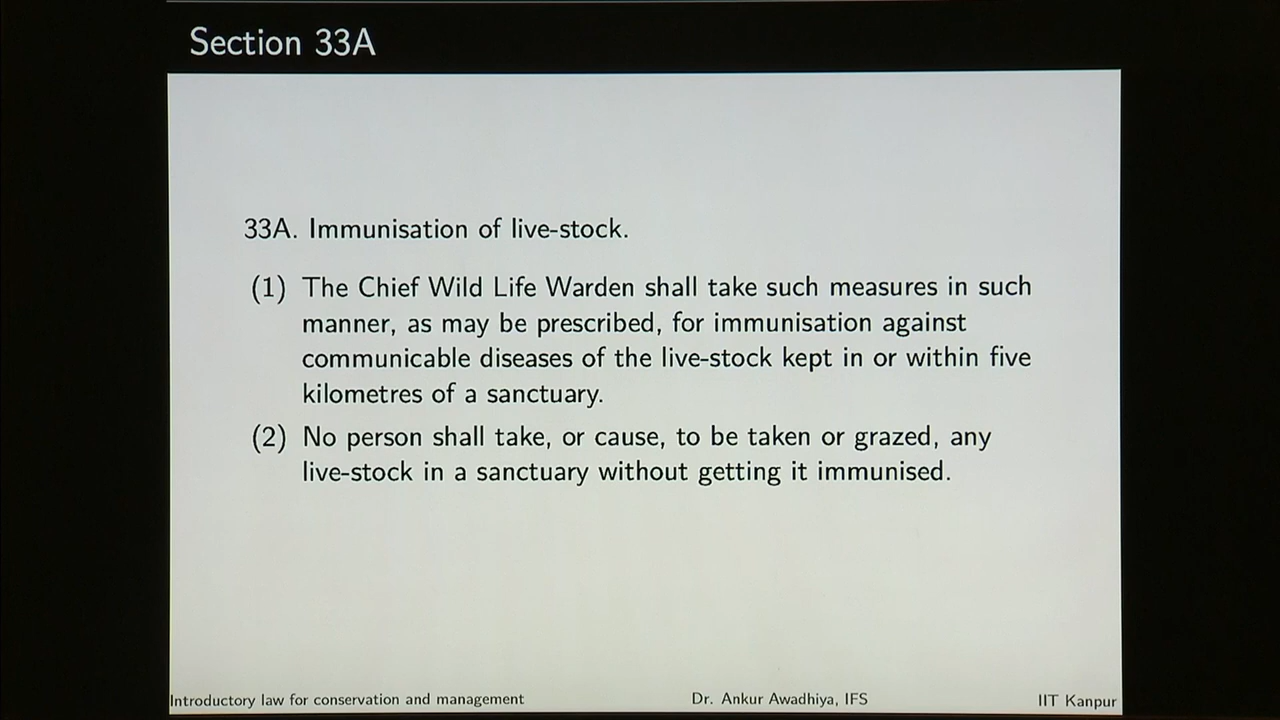 Section 33A
33A. Immunisation of live-stock.
(1) The Chief Wild Life Warden shall take such measures in such
manner, as may be prescribed, for immunisation against
communicable diseases of the live-stock kept in or within five
kilometres of a sanctuary.
(2) No person shall take, or cause, to be taken or grazed, any
live-stock in a sanctuary without getting it immunised.
Introductory law for conservation and management Dr. Ankur Awadhiya, IFS IIT Kanpur